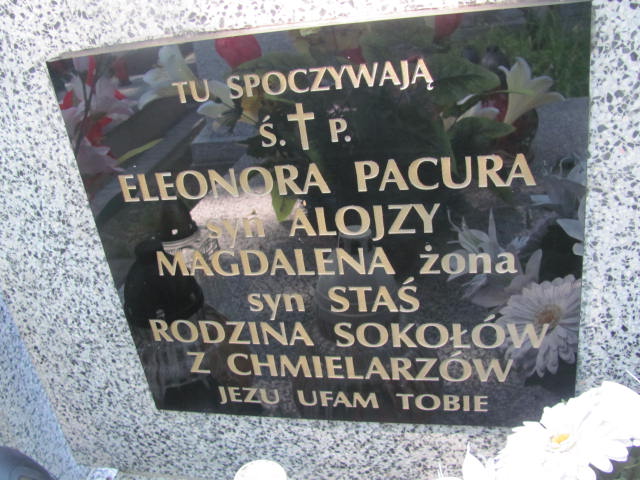 TU SPOCZYWAJĄ
Ś. † P.
ELEONORA PACURA
syn ALOJZY
MAGDALENA żona
syn STAŚ
RODZINA SOKOŁÓW
Z CHMIELARZÓW
JEZU UFAM TOBIE